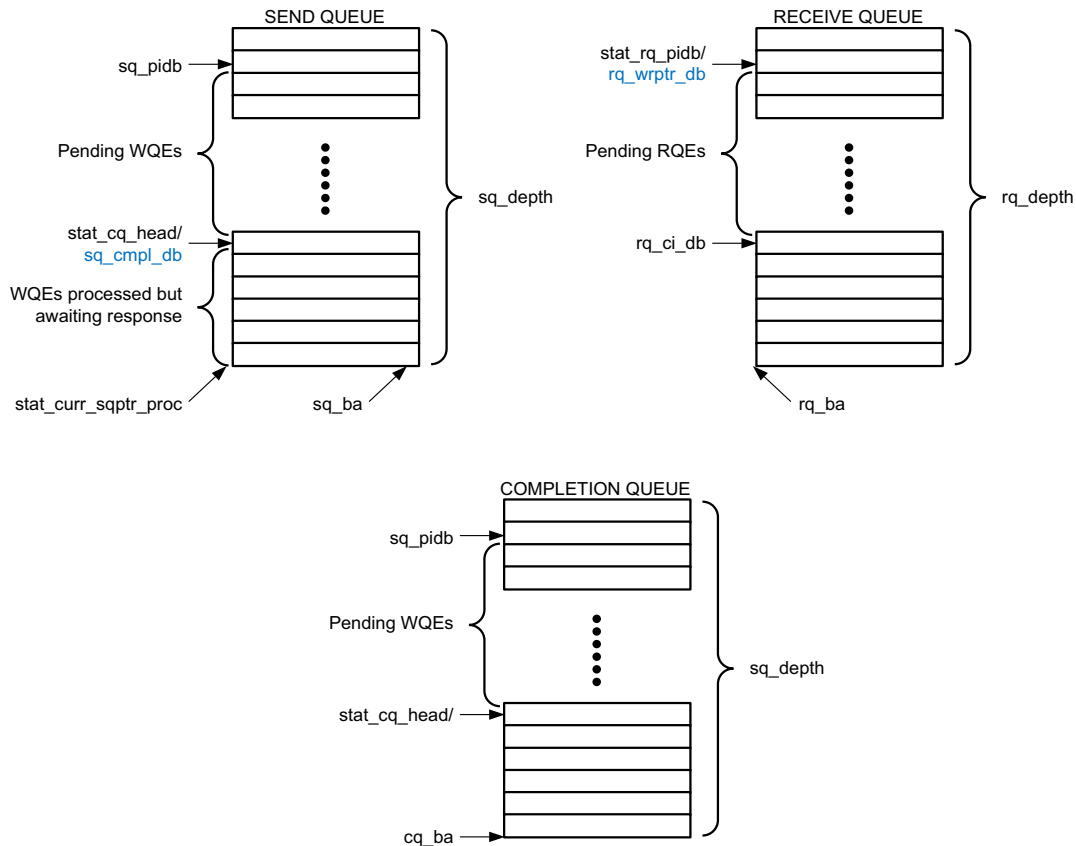 SEND QUEUE
sq_pidb
Pending WQEs
sq_depth
stat_cq_head/
sq_cmpl_db
WQEs processed but
awaiting response
stat_curr_sqptr_proc
sq_ba
RECEIVE QUEUE
stat_rq_pidb/
rq_wrptr_db
Pending RQEs
rq_depth
rq_ci_db
rq_ba
COMPLETION QUEUE
sq_pidb
Pending WQEs
sq_depth
stat_cq_head/
cq_ba